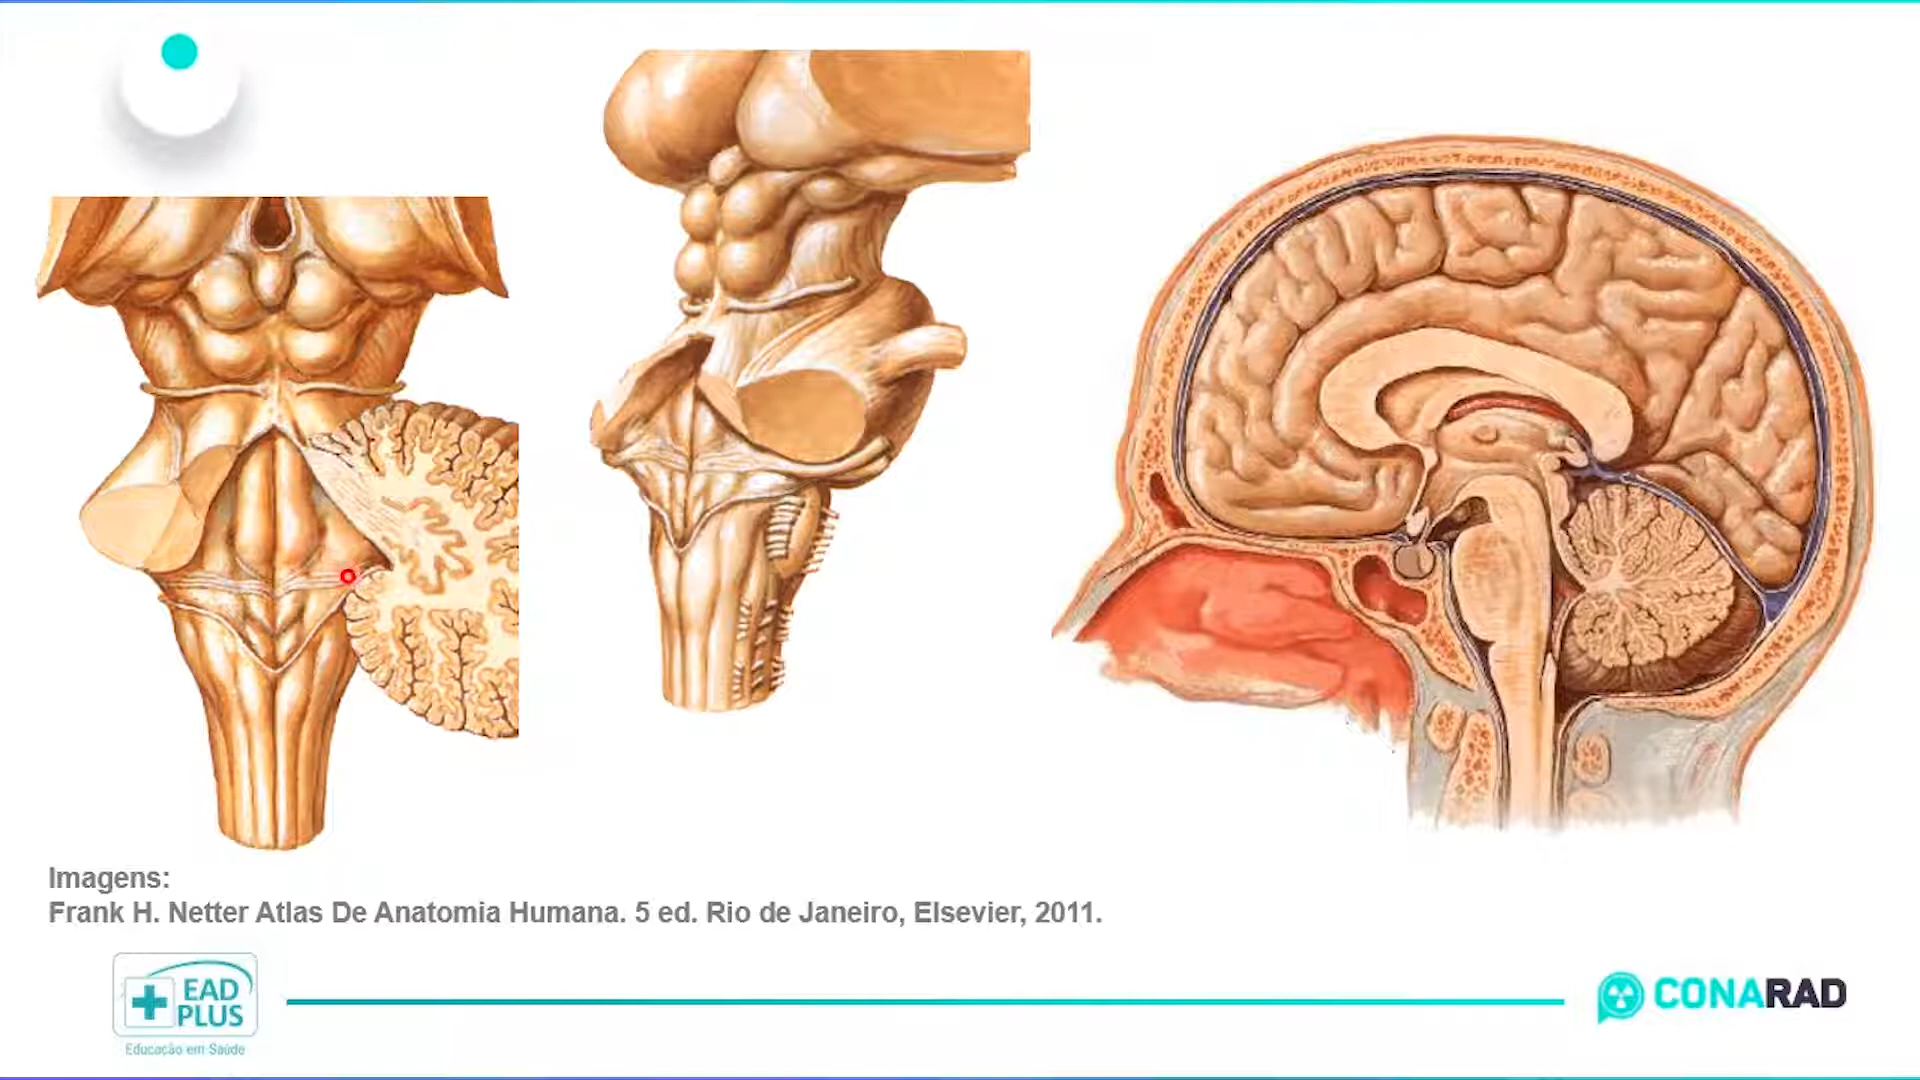 Imagens:
Frank H. Netter Atlas De Anatomia Humana. 5 ed. Rio de Janeiro, Elsevier, 2011.
EAD
PLUS
Educação em Saúde
CONARAD